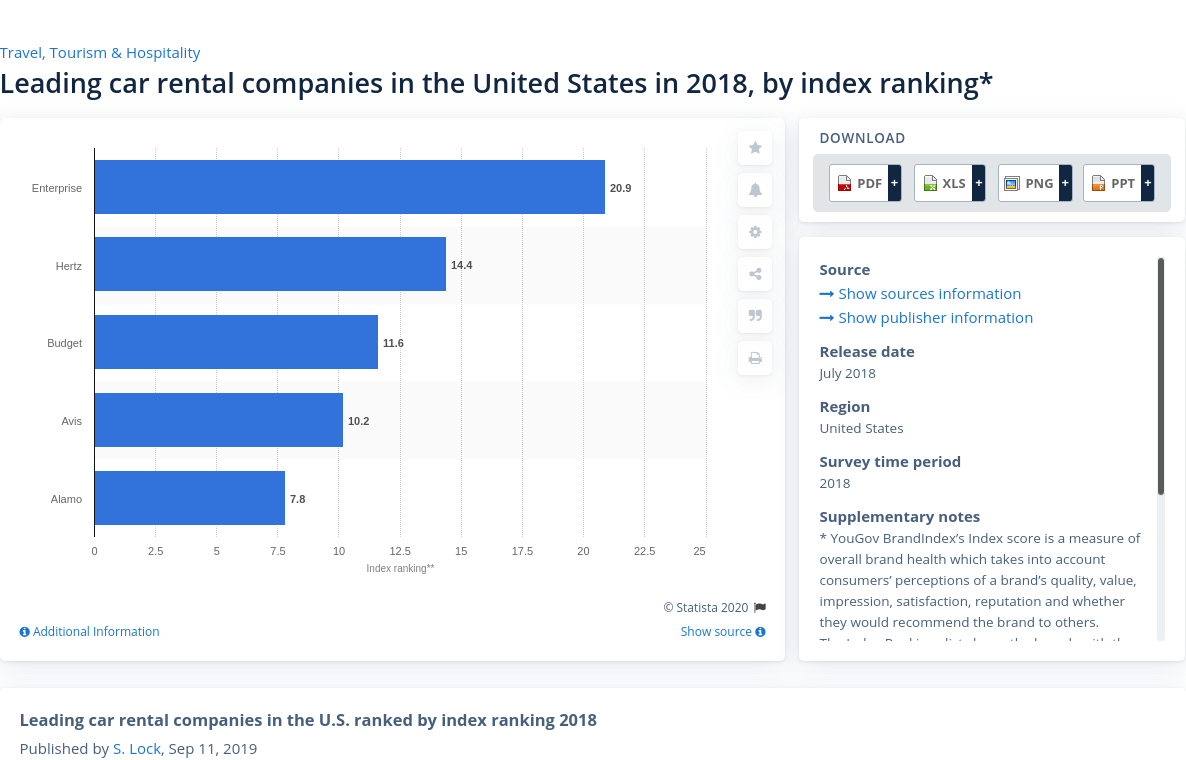 Travel, Tourism & Hospitality
Leading car rental companies in the United States in 2018, by index ranking*
Enterprise
20.9
Hertz
14.4
Budget
11.6
Avis
10.2
Alamo
7.8
0 2.5 5 7.5 10 12.5 15 17.5 20 22.5 25
Index ranking**
© Statista 2020
Additional Information
Show source
DOWNLOAD
PDF + XLS + PNG + PPT +
Source
Show sources information
Show publisher information
Release date
July 2018
Region
United States
Survey time period
2018
Supplementary notes
* YouGov BrandIndex’s Index score is a measure of
overall brand health which takes into account
consumers’ perceptions of a brand’s quality, value,
impression, satisfaction, reputation and whether
they would recommend the brand to others.
Leading car rental companies in the U.S. ranked by index ranking 2018
Published by S. Lock, Sep 11, 2019